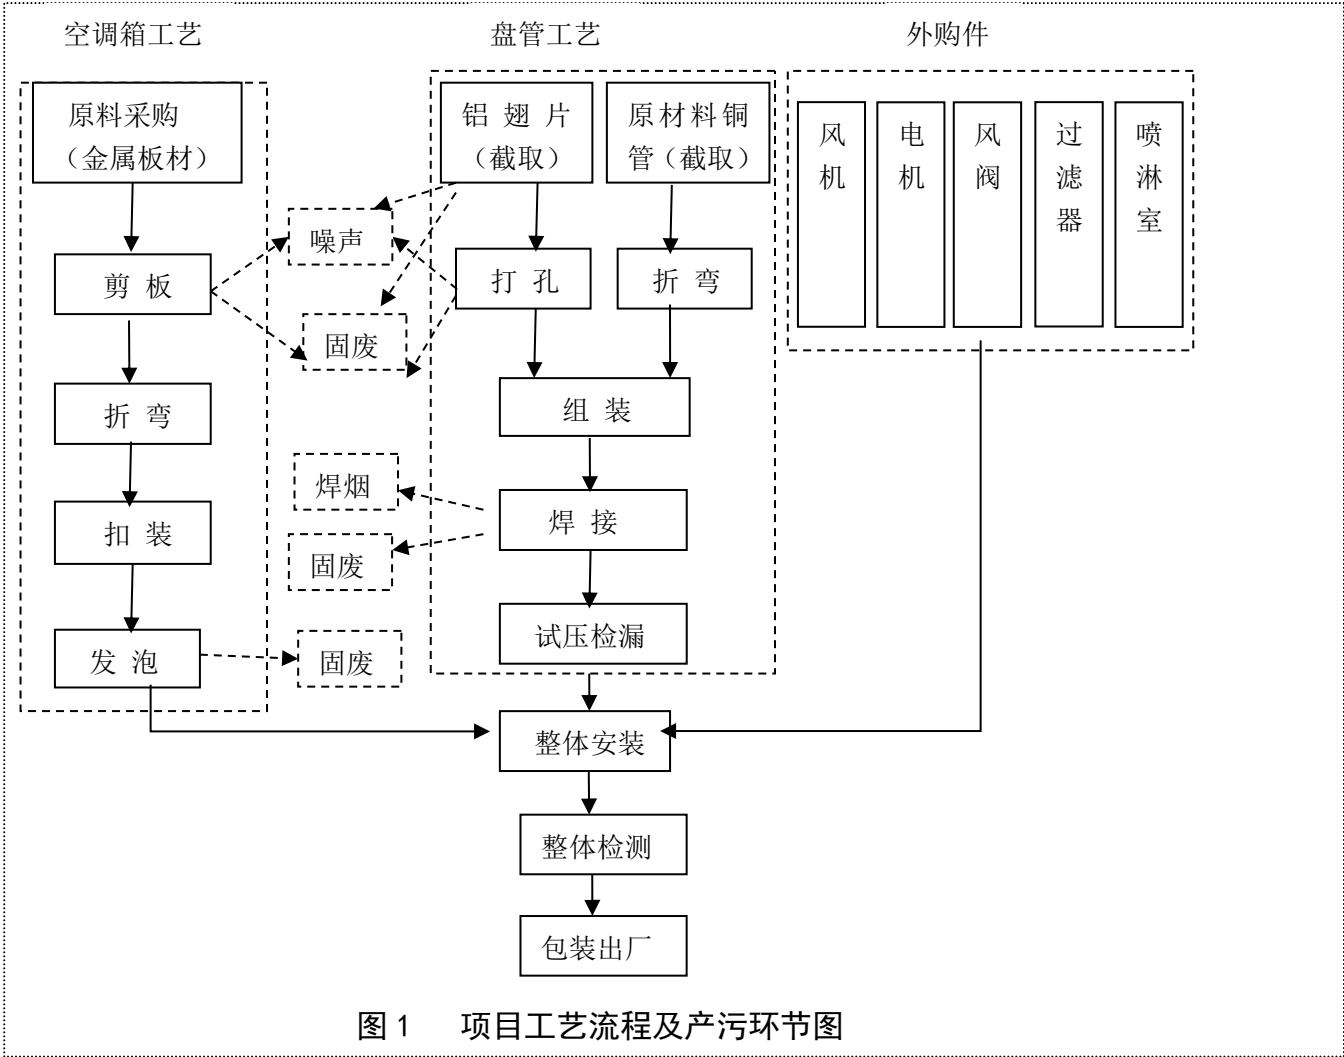 空调箱工艺
盘管工艺
外购件
原料采购
（金属板材）
铝 翅 片
（截取）
原材料铜
管（截取）
风
机
电
机
风
阀
过
滤
器
喷
淋
室
噪声
剪 板
打 孔
折 弯
固废
折 弯
组 装
焊烟
扣 装
焊 接
固废
发 泡
固废
试压检漏
整体安装
整体检测
包装出厂
图 1 项目工艺流程及产污环节图